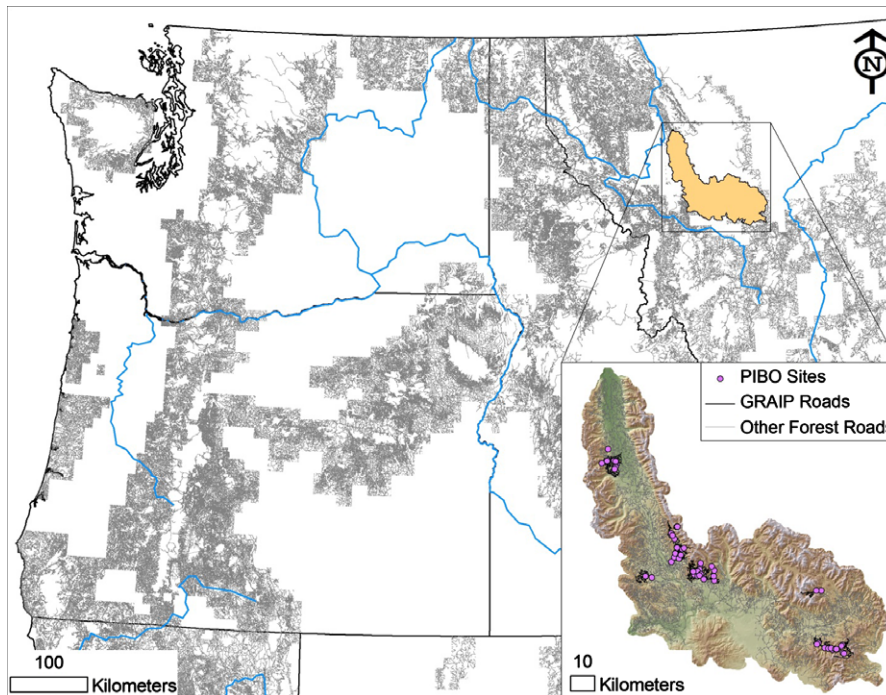 N
PIBO Sites
GRAIP Roads
Other Forest Roads
100
Kilometers
10
Kilometers